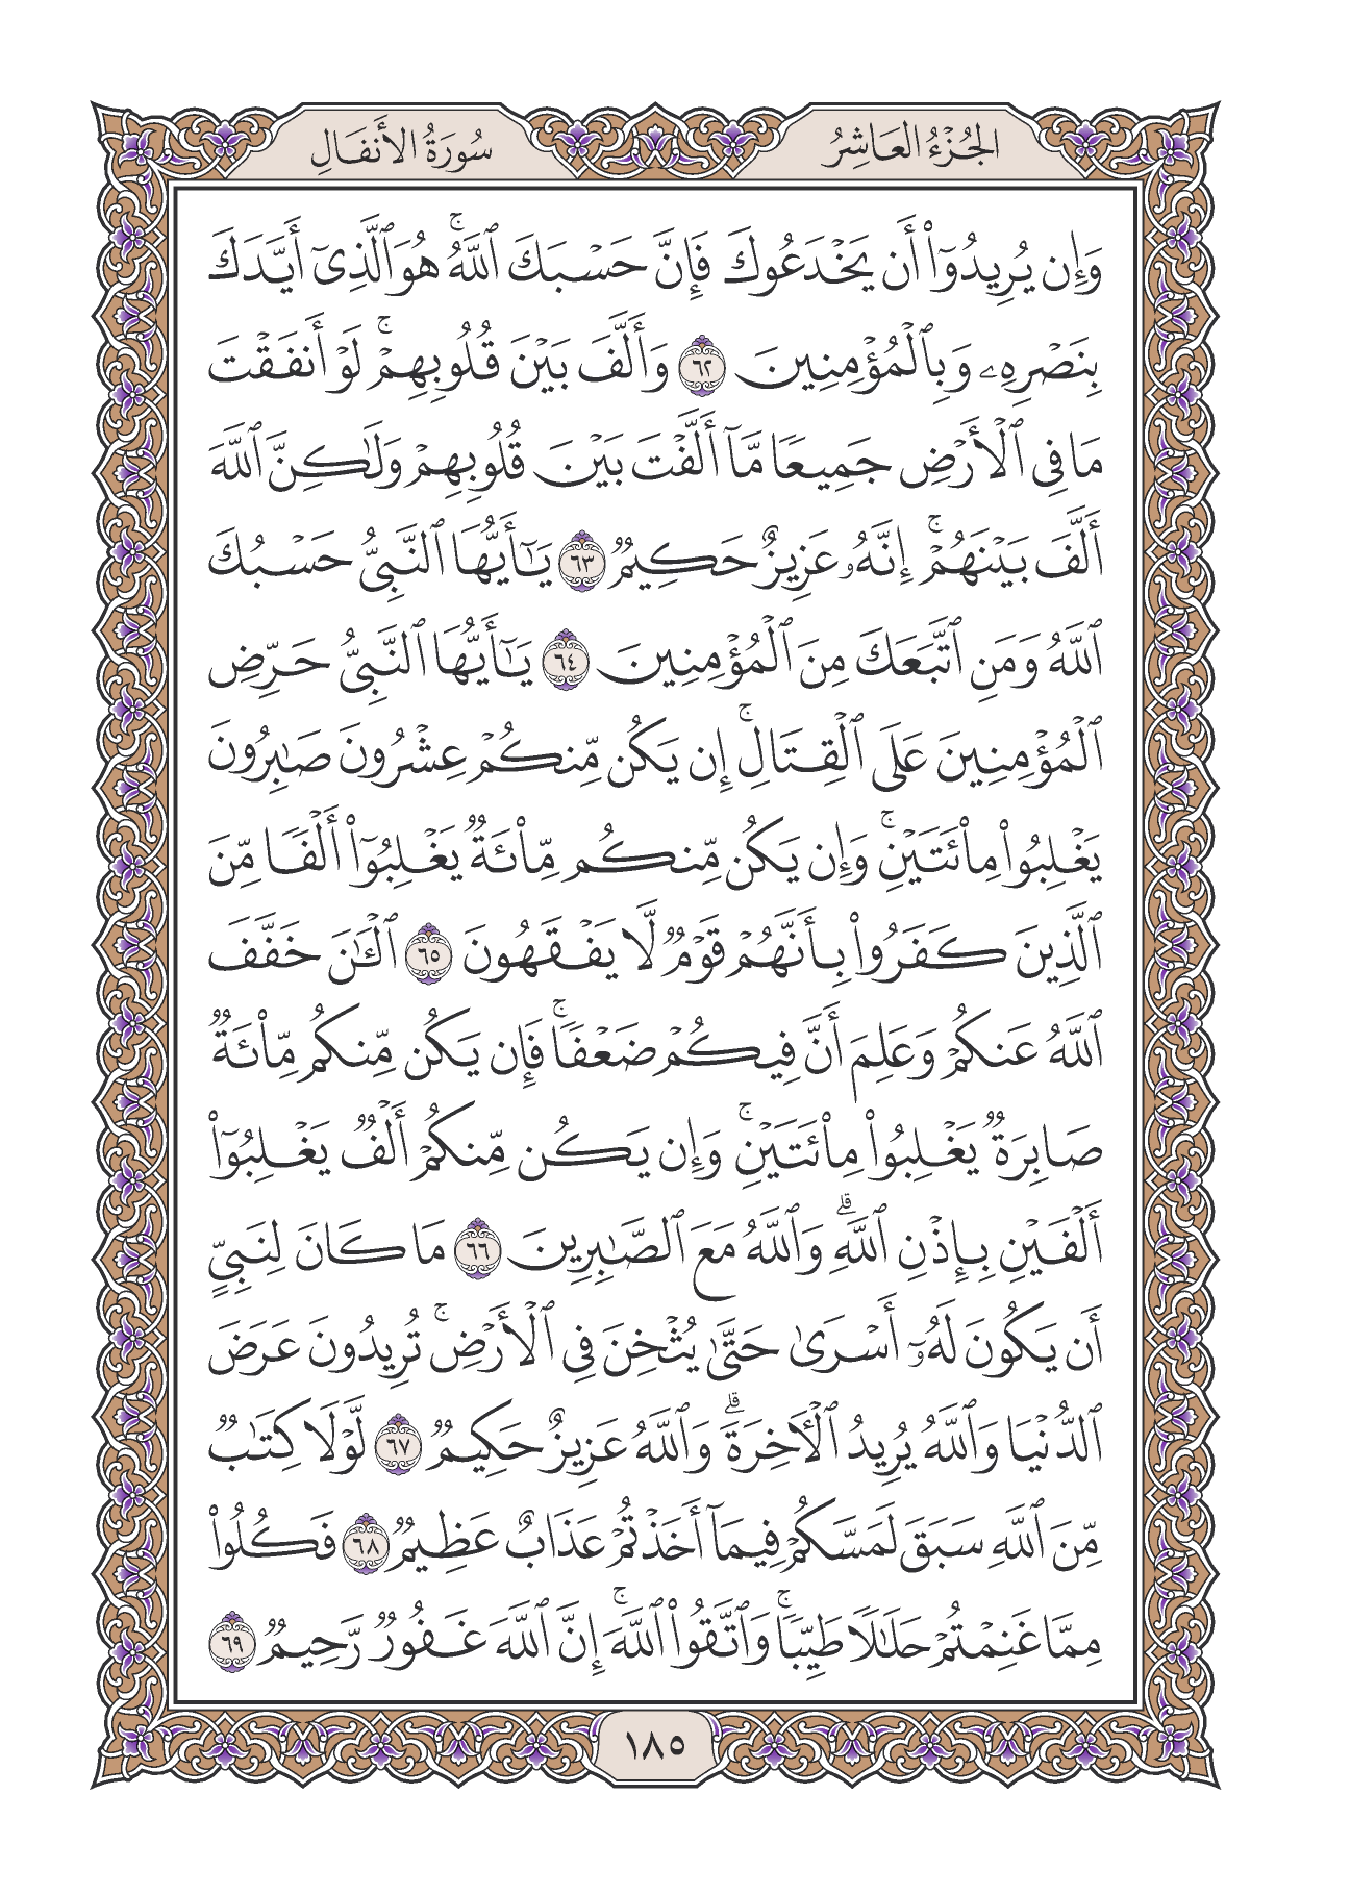 الجُزْءُ العَاشِرُ
سُورَةُ الأَنفَالِ
وَإِن يُرِيدُوٓاْ أَن يَخْدَعُوكَ فَإِنَّ حَسْبَكَ ٱللَّهُۚ هُوَ ٱلَّذِىٓ أَيَّدَكَ
بِنَصْرِهِۦ وَبِٱلْمُؤْمِنِينَ ٦٢ وَأَلَّفَ بَيْنَ قُلُوبِهِمْۚ لَوْ أَنفَقْتَ
مَا فِى ٱلْأَرْضِ جَمِيعًا مَّآ أَلَّفْتَ بَيْنَ قُلُوبِهِمْ وَلَٰكِنَّ ٱللَّهَ
أَلَّفَ بَيْنَهُمْۚ إِنَّهُۥ عَزِيزٌ حَكِيمٌ ٦٣ يَٰٓأَيُّهَا ٱلنَّبِىُّ حَسْبُكَ
ٱللَّهُ وَمَنِ ٱتَّبَعَكَ مِنَ ٱلْمُؤْمِنِينَ ٦٤ يَٰٓأَيُّهَا ٱلنَّبِىُّ حَرِّضِ
ٱلْمُؤْمِنِينَ عَلَى ٱلْقِتَالِۚ إِن يَكُن مِّنكُمْ عِشْرُونَ صَٰبِرُونَ
يَغْلِبُواْ مِاْئَتَيْنِۚ وَإِن يَكُن مِّنكُم مِّاْئَةٌ يَغْلِبُوٓاْ أَلْفًا مِّنَ
ٱلَّذِينَ كَفَرُواْ بِأَنَّهُمْ قَوْمٌ لَّا يَفْقَهُونَ ٦٥ ٱلْـَٰٔنَ خَفَّفَ
ٱللَّهُ عَنكُمْ وَعَلِمَ أَنَّ فِيكُمْ ضَعْفًاۚ فَإِن يَكُن مِّنكُم مِّاْئَةٌ
صَابِرَةٌ يَغْلِبُواْ مِاْئَتَيْنِۚ وَإِن يَكُن مِّنكُمْ أَلْفٌ يَغْلِبُوٓاْ
أَلْفَيْنِ بِإِذْنِ ٱللَّهِۗ وَٱللَّهُ مَعَ ٱلصَّٰبِرِينَ ٦٦ مَا كَانَ لِنَبِىٍّ
أَن يَكُونَ لَهُۥٓ أَسْرَىٰ حَتَّىٰ يُثْخِنَ فِى ٱلْأَرْضِۚ تُرِيدُونَ عَرَضَ
ٱلدُّنْيَا وَٱللَّهُ يُرِيدُ ٱلْأَخِرَةَۗ وَٱللَّهُ عَزِيزٌ حَكِيمٌ ٦٧ لَّوْلَا كِتَٰبٌ
مِّنَ ٱللَّهِ سَبَقَ لَمَسَّكُمْ فِيمَآ أَخَذْتُمْ عَذَابٌ عَظِيمٌ ٦٨ فَكُلُواْ
مِمَّا غَنِمْتُمْ حَلَٰلًا طَيِّبًاۚ وَٱتَّقُواْ ٱللَّهَۚ إِنَّ ٱللَّهَ غَفُورٌ رَّحِيمٌ ٦٩
١٨٥